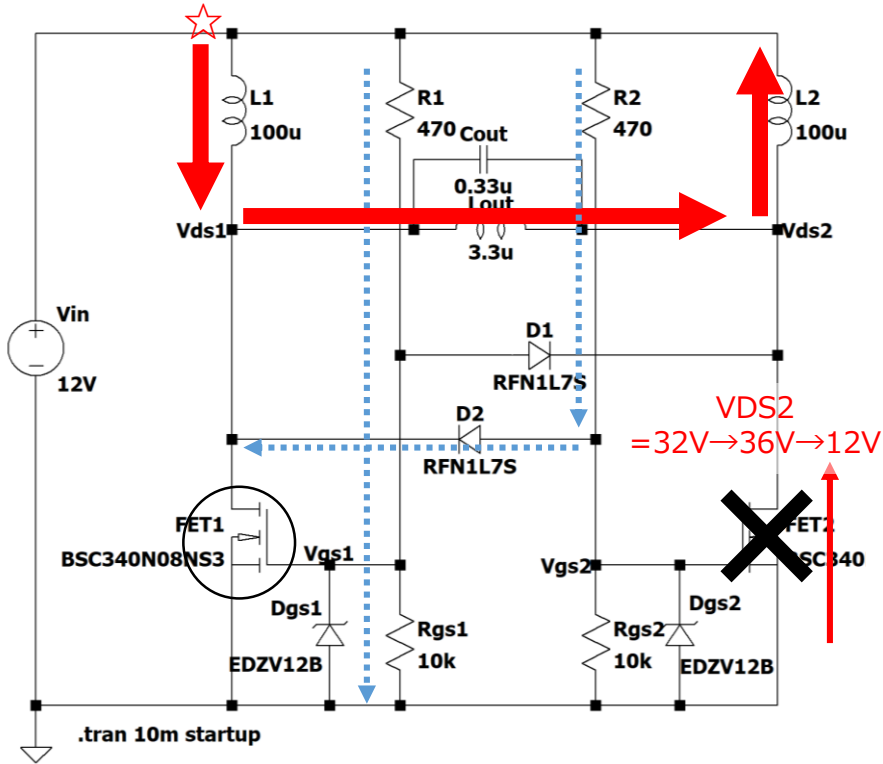 L1
100u
R1
470
R2
470
L2
100u
Cout
0.33u
Lout
3.3u
Vds1
Vds2
Vin
12V
D1
RFN1L7S
D2
RFN1L7S
VDS2
=32V→36V→12V
FET1
BSC340N08NS3
Vgs1
Vgs2
FET2
Dgs1
EDZV12B
Rgs1
10k
Rgs2
10k
Dgs2
EDZV12B
.tran 10m startup